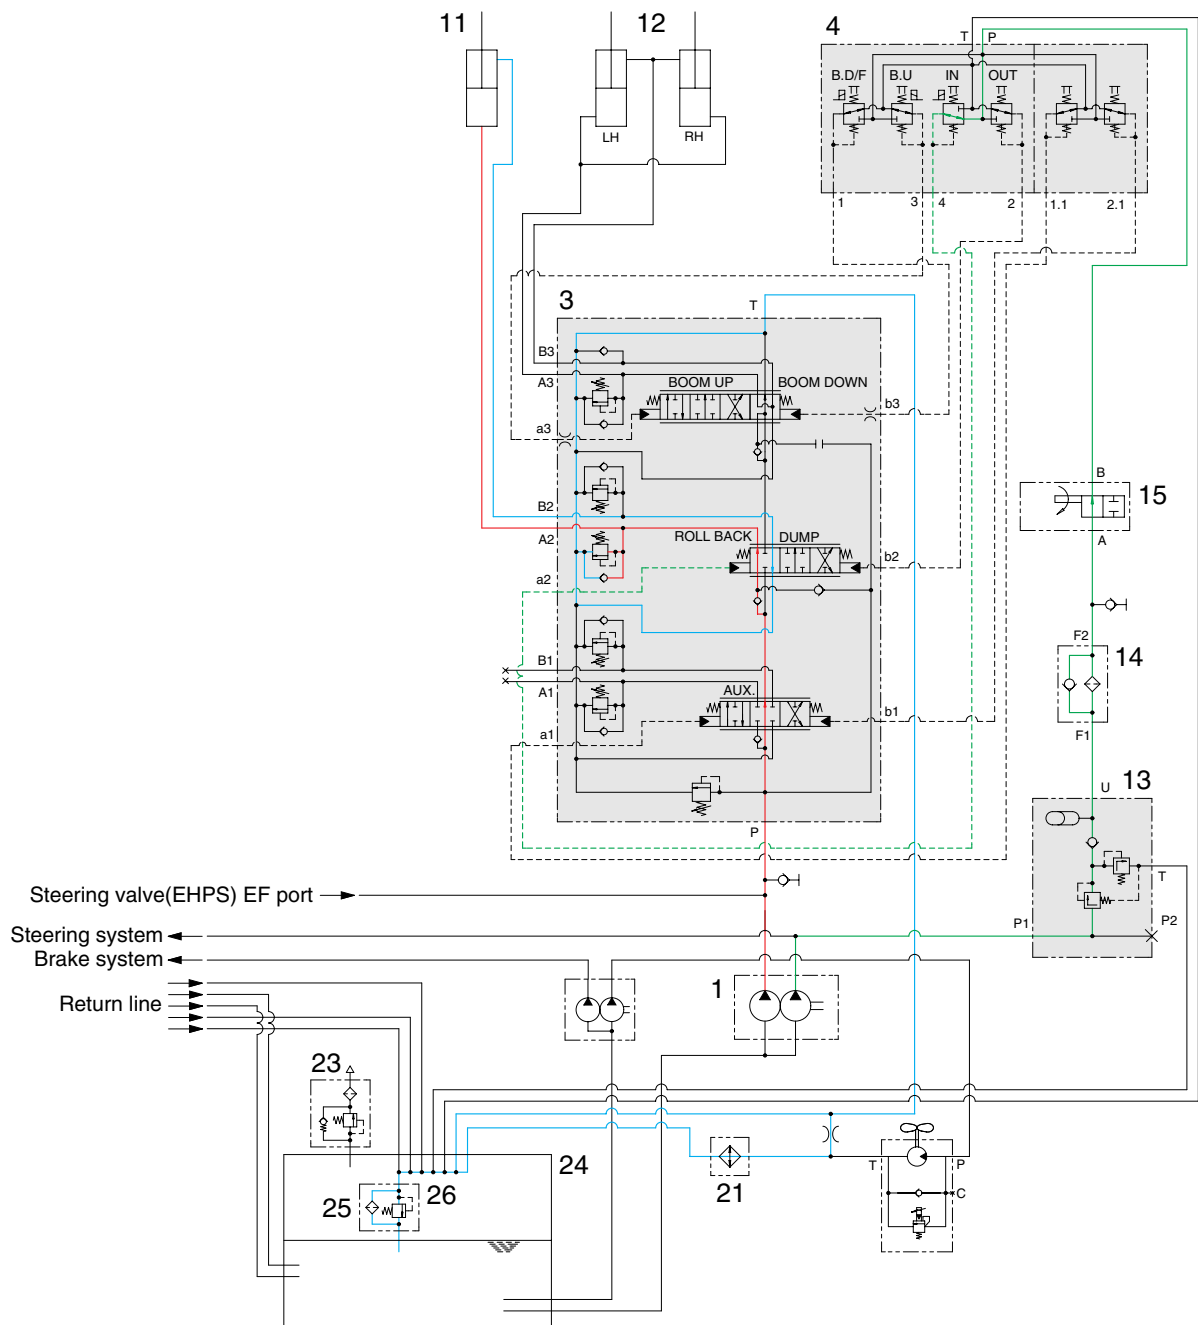 11
12
LH
RH
4
T
P
B.D/F
B.U
IN
OUT
1
3
4
2
1.1
2.1
3
T
B3
A3
BOOM UP
BOOM DOWN
b3
a3
B2
A2
ROLL BACK
DUMP
b2
a2
B1
A1
AUX.
b1
a1
P
B
15
A
F2
14
F1
U
13
T
P1
P2
Steering valve(EHPS) EF port
Steering system
Brake system
Return line
1
23
24
25
26
21
T
P
C